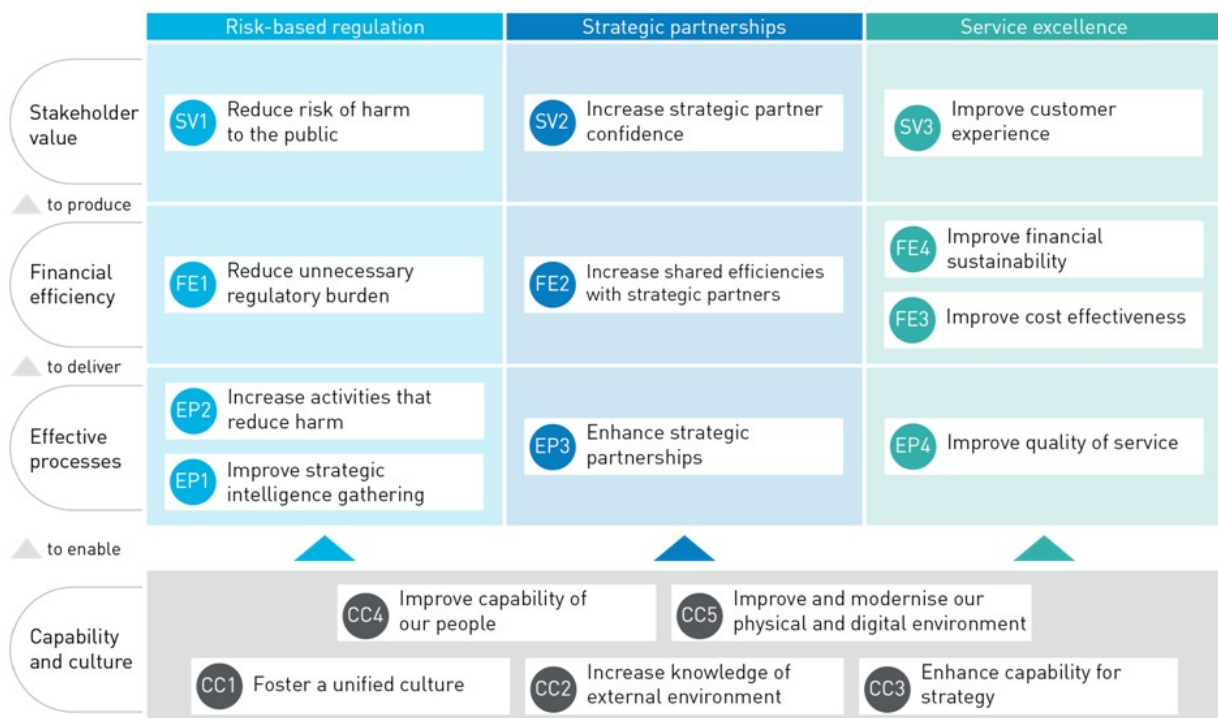 Risk-based regulation
Strategic partnerships
Service excellence
Stakeholder
value
SV1
Reduce risk of harm
to the public
SV2
Increase strategic partner
confidence
SV3
Improve customer
experience
to produce
Financial
efficiency
FE1
Reduce unnecessary
regulatory burden
FE2
Increase shared efficiencies
with strategic partners
FE4
Improve financial
sustainability
FE3
Improve cost effectiveness
to deliver
Effective
processes
EP2
Increase activities that
reduce harm
EP1
Improve strategic
intelligence gathering
EP3
Enhance strategic
partnerships
EP4
Improve quality of service
to enable
Capability
and culture
CC4
Improve capability of
our people
CC5
Improve and modernise our
physical and digital environment
CC1
Foster a unified culture
CC2
Increase knowledge of
external environment
CC3
Enhance capability for
strategy